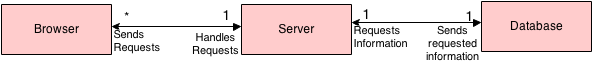 Browser
*
Sends
Requests
1
Handles
Requests
Server
1
Requests
Information
1
Sends
requested
information
Database